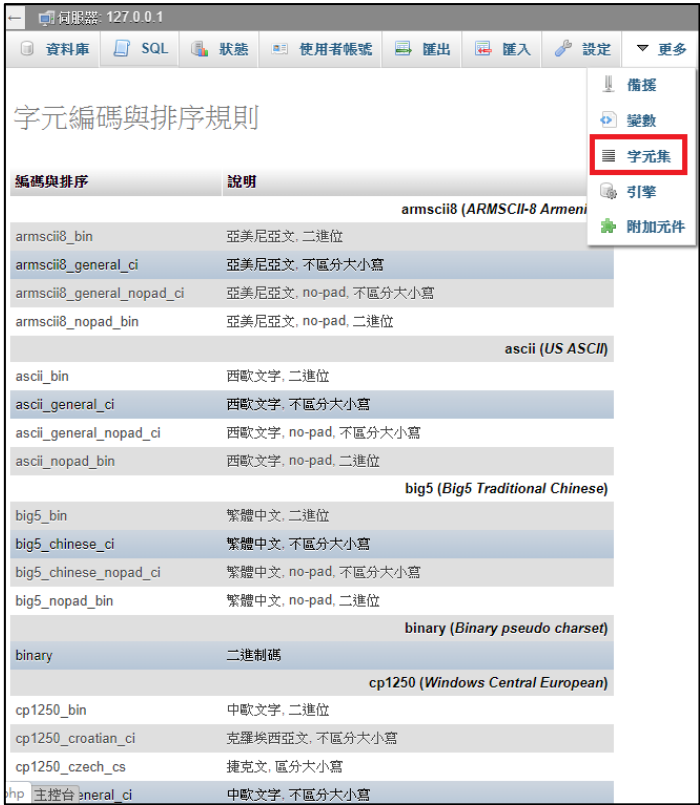 伺服器: 127.0.0.1
資料庫 SQL 狀態 使用者帳號 匯出 匯入 設定 更多
備援
變數
字元集
引擎
附加元件
字元編碼與排序規則
編碼與排序 說明
armscii8 (ARMSCII-8 Armeni
armscii8_bin 亞美尼亞文, 二進位
armscii8_general_ci 亞美尼亞文, 不區分大小寫
armscii8_general_nopad_ci 亞美尼亞文, no-pad, 不區分大小寫
armscii8_nopad_bin 亞美尼亞文, no-pad, 二進位
ascii (US ASCII)
ascii_bin 西歐文字, 二進位
ascii_general_ci 西歐文字, 不區分大小寫
ascii_general_nopad_ci 西歐文字, no-pad, 不區分大小寫
ascii_nopad_bin 西歐文字, no-pad, 二進位
big5 (Big5 Traditional Chinese)
big5_bin 繁體中文, 二進位
big5_chinese_ci 繁體中文, 不區分大小寫
big5_chinese_nopad_ci 繁體中文, no-pad, 不區分大小寫
big5_nopad_bin 繁體中文, no-pad, 二進位
binary (Binary pseudo charset)
binary 二進制碼
cp1250 (Windows Central European)
cp1250_bin 中歐文字, 二進位
cp1250_croatian_ci 克羅埃西亞文, 不區分大小寫
cp1250_czech_cs 捷克文, 區分大小寫
php 主控台 eneral_ci 中歐文字, 不區分大小寫